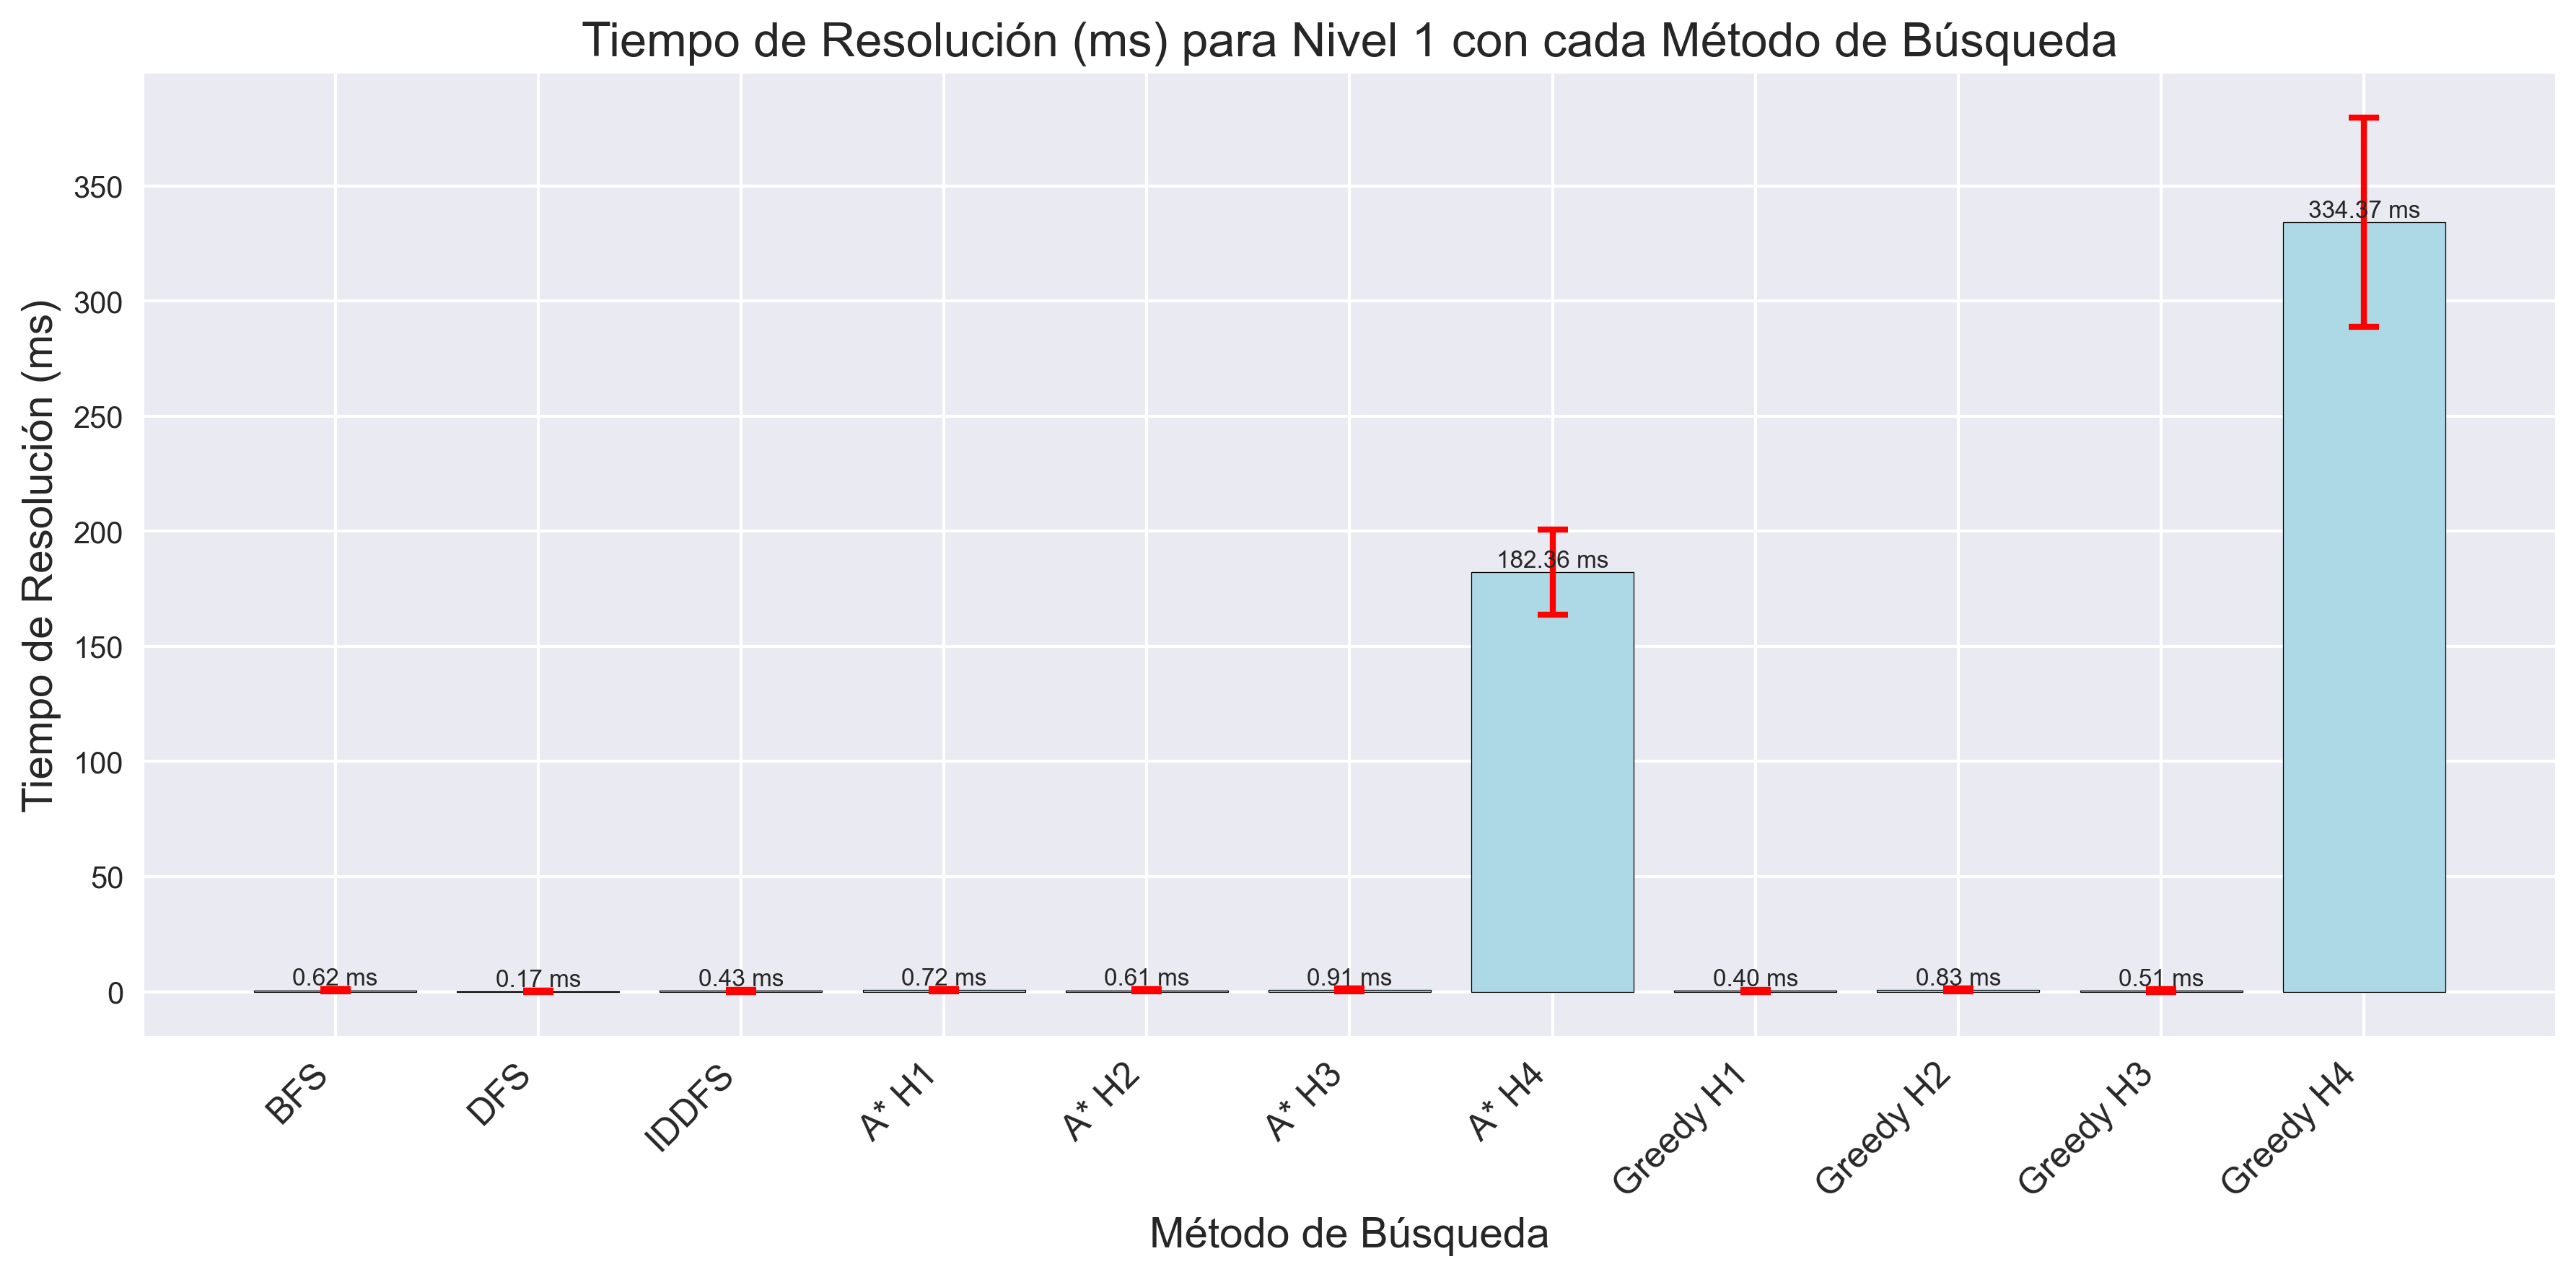 Tiempo de Resolución (ms) para Nivel 1 con cada Método de Búsqueda
Tiempo de Resolución (ms)
350
300
250
200
150
100
50
0
0.62 ms
0.17 ms
0.43 ms
0.72 ms
0.61 ms
0.91 ms
182.36 ms
0.40 ms
0.83 ms
0.51 ms
334.37 ms
BFS
DFS
IDDFS
A* H1
A* H2
A* H3
A* H4
Greedy H1
Greedy H2
Greedy H3
Greedy H4
Método de Búsqueda